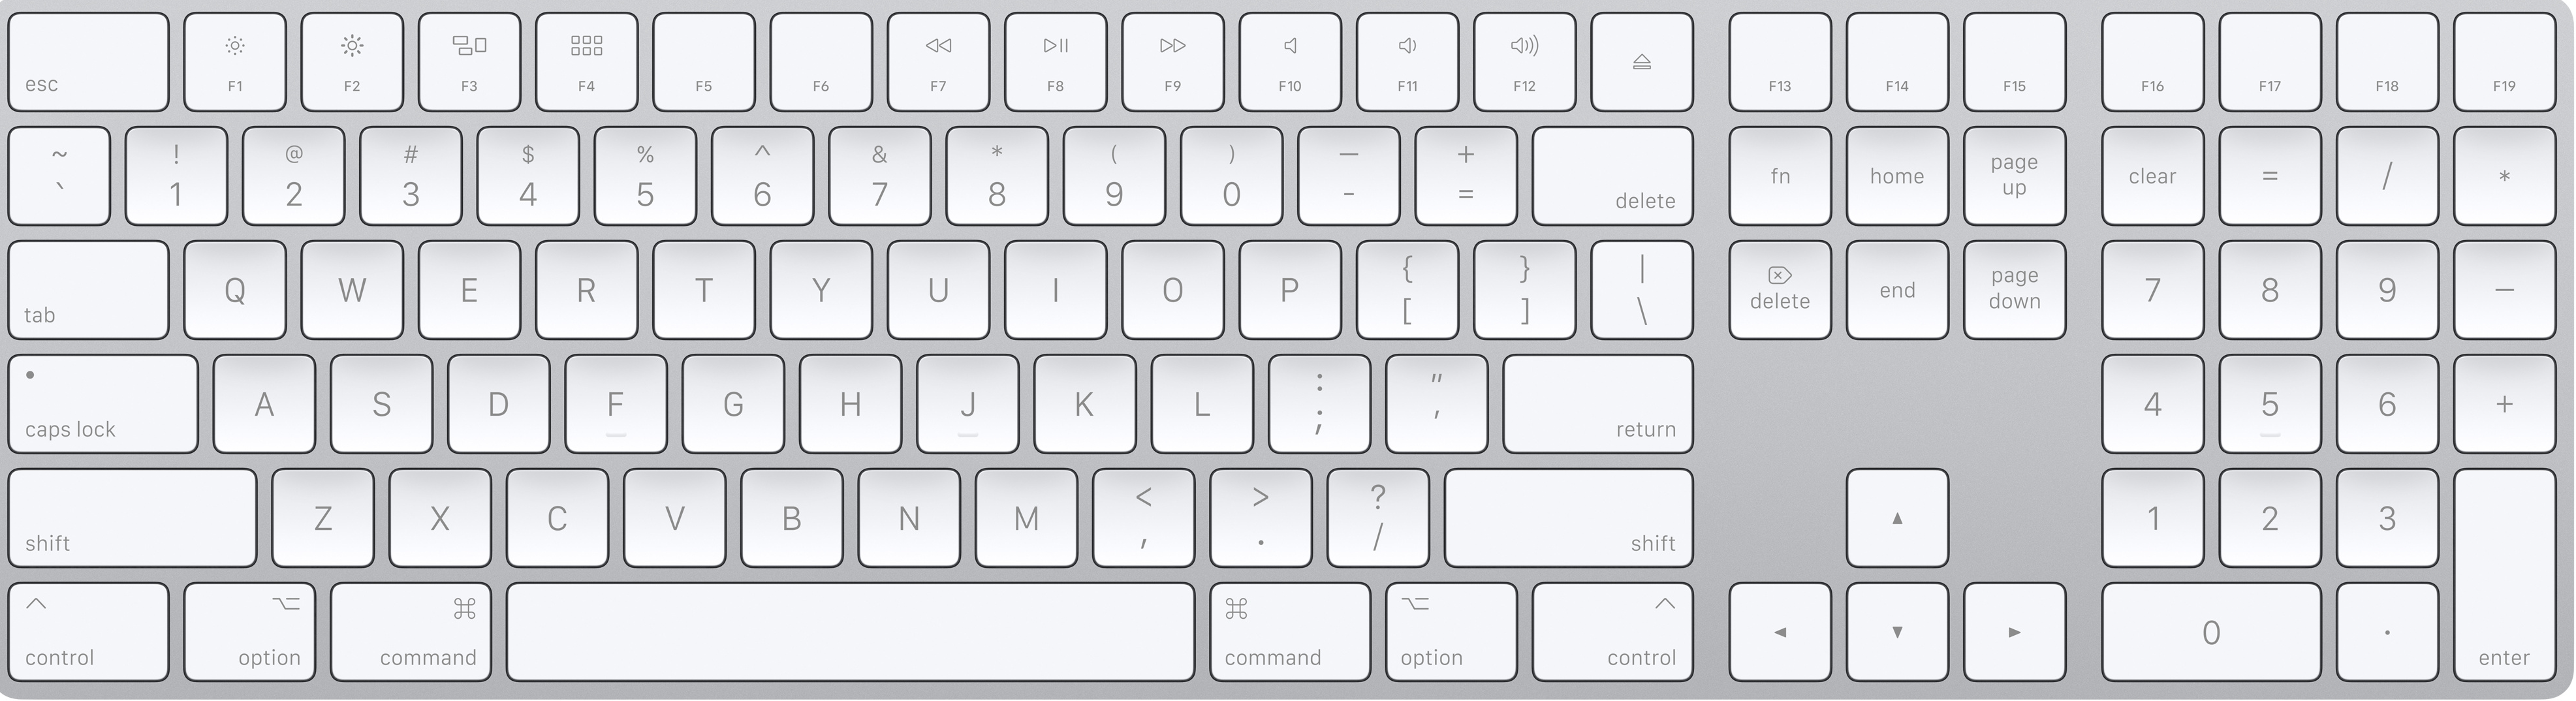 esc F1 F2 F3 F4 F5 F6 F7 F8 F9 F10 F11 F12 F13 F14 F15 F16 F17 F18 F19
~ ! @ # $ % ^ & * ( ) — +
` 1 2 3 4 5 6 7 8 9 0 - = delete fn home page up clear = / *
tab Q W E R T Y U I O P { [ } ] | \ delete end page down 7 8 9 −
caps lock A S D F G H J K L : ; " ' return 4 5 6 +
shift Z X C V B N M < , > . ? / shift ▲ 1 2 3
^ ⌥ ⌘ ⌘ ⌥ ^
control option command command option control ◄ ▼ ► 0 . enter